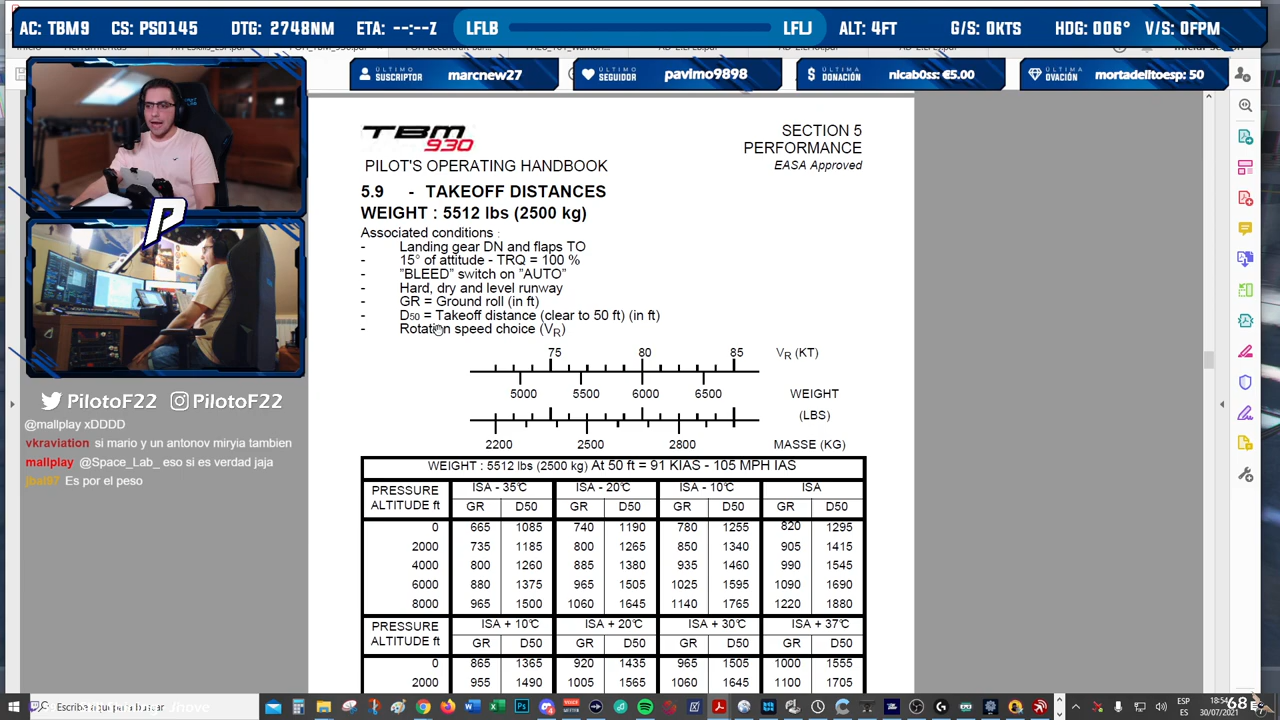 AC: TBM9 CS: PS0145 DTG: 2748NM ETA: --:--Z LFLB LFLJ ALT: 4FT G/S: 0KTS HDG: 006° V/S: 0FPM
ÚLTIMO SUSCRIPTOR marcnew27
ÚLTIMO SEGUIDOR pavimo9898
ÚLTIMA DONACIÓN nicab0ss: €5.00
ÚLTIMA OVACIÓN mortadelitoesp: 50
TBM 930
PILOT'S OPERATING HANDBOOK
SECTION 5
PERFORMANCE
EASA Approved
5.9 - TAKEOFF DISTANCES
WEIGHT : 5512 lbs (2500 kg)
Associated conditions :
- Landing gear DN and flaps TO
- 15° of attitude - TRQ = 100 %
- "BLEED" switch on "AUTO"
- Hard, dry and level runway
- GR = Ground roll (in ft)
- D50 = Takeoff distance (clear to 50 ft) (in ft)
- Rotation speed choice (VR)
75 80 85 VR (KT)
5000 5500 6000 6500 WEIGHT
(LBS)
2200 2500 2800 MASSE (KG)
WEIGHT : 5512 lbs (2500 kg) At 50 ft = 91 KIAS - 105 MPH IAS
PRESSURE ALTITUDE ft ISA - 35°C ISA - 20°C ISA - 10°C ISA
GR D50 GR D50 GR D50 GR D50
0 665 1085 740 1190 780 1255 820 1295
2000 735 1185 800 1265 850 1340 905 1415
4000 800 1260 885 1380 935 1460 990 1545
6000 880 1375 965 1505 1025 1595 1090 1690
8000 965 1500 1060 1645 1140 1765 1220 1880
PRESSURE ALTITUDE ft ISA + 10°C ISA + 20°C ISA + 30°C ISA + 37°C
GR D50 GR D50 GR D50 GR D50
0 865 1365 920 1435 965 1505 1000 1555
2000 955 1490 1005 1565 1060 1645 1100 1705
P
PilotoF22 PilotoF22
@mallplay xDDDD
vkraviation si mario y un antonov miryia tambien
mallplay @Space_Lab_ eso si es verdad jaja
jbal97 Es por el peso
ESP
ES
30/07/2021